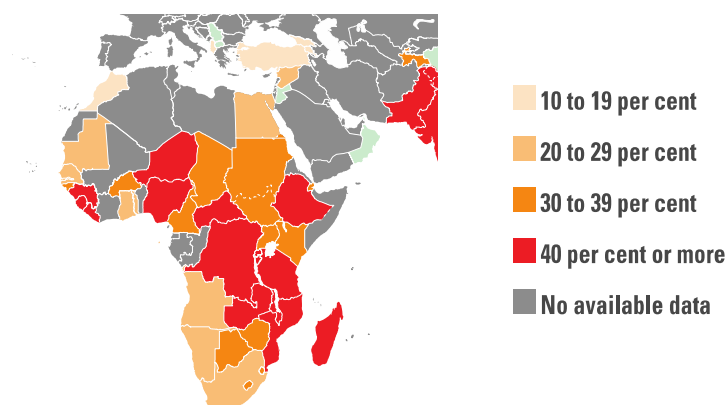 10 to 19 per cent
20 to 29 per cent
30 to 39 per cent
40 per cent or more
No available data